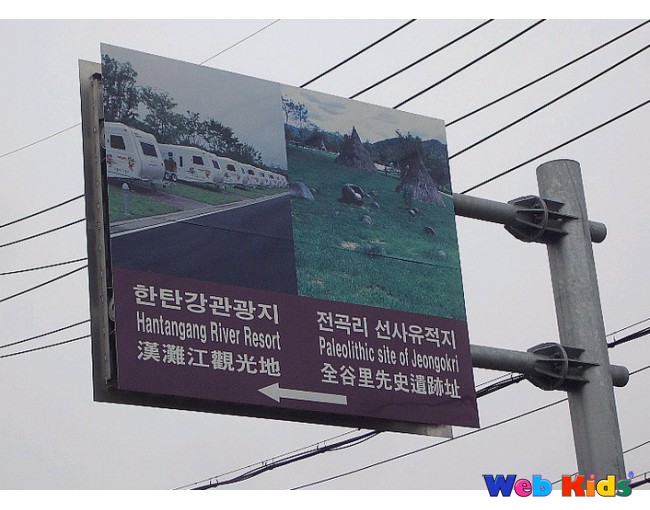 한탄강관광지
Hantangang River Resort
漢灘江觀光地
전곡리 선사유적지
Paleolithic site of Jeongokri
全谷里先史遺跡址
Web Kids